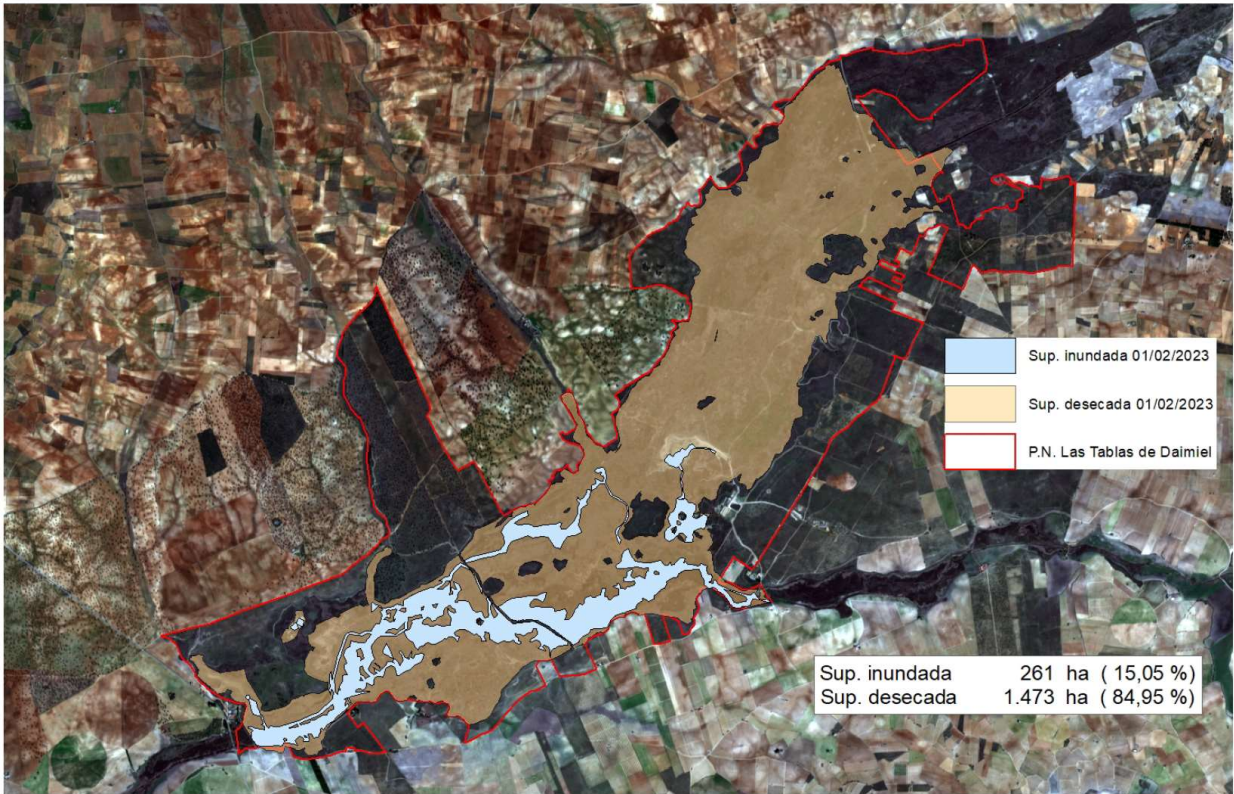 Sup. inundada 01/02/2023
Sup. desecada 01/02/2023
P.N. Las Tablas de Daimiel
Sup. inundada 261 ha ( 15,05 %)
Sup. desecada 1.473 ha ( 84,95 %)